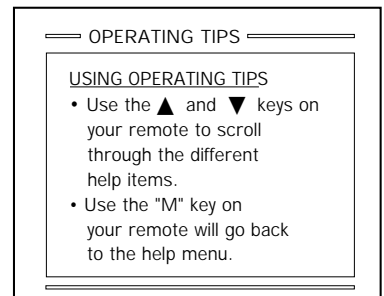 OPERATING TIPS
USING OPERATING TIPS
• Use the ▲ and ▼ keys on
your remote to scroll
through the different
help items.
• Use the "M" key on
your remote will go back
to the help menu.